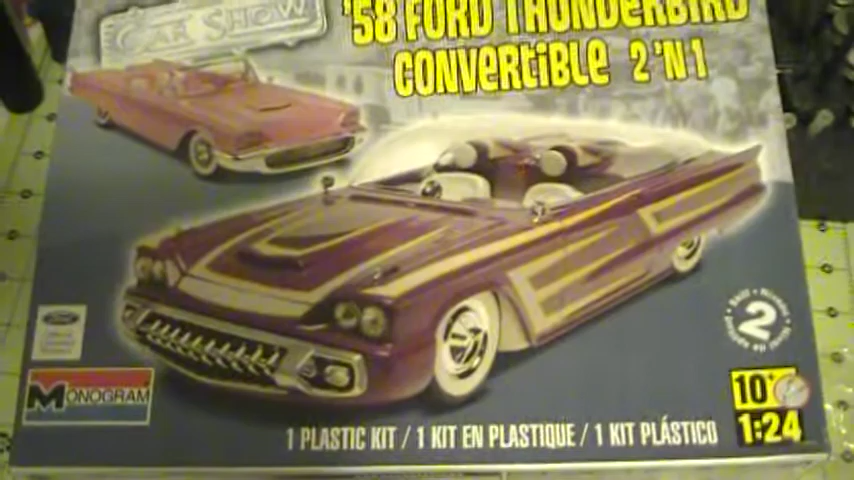 CAR SHOW
'58 FORD THUNDERBIRD
CONVERTIBLE 2 'N 1
2
MONOGRAM
10+
1:24
1 PLASTIC KIT / 1 KIT EN PLASTIQUE / 1 KIT PLÁSTICO